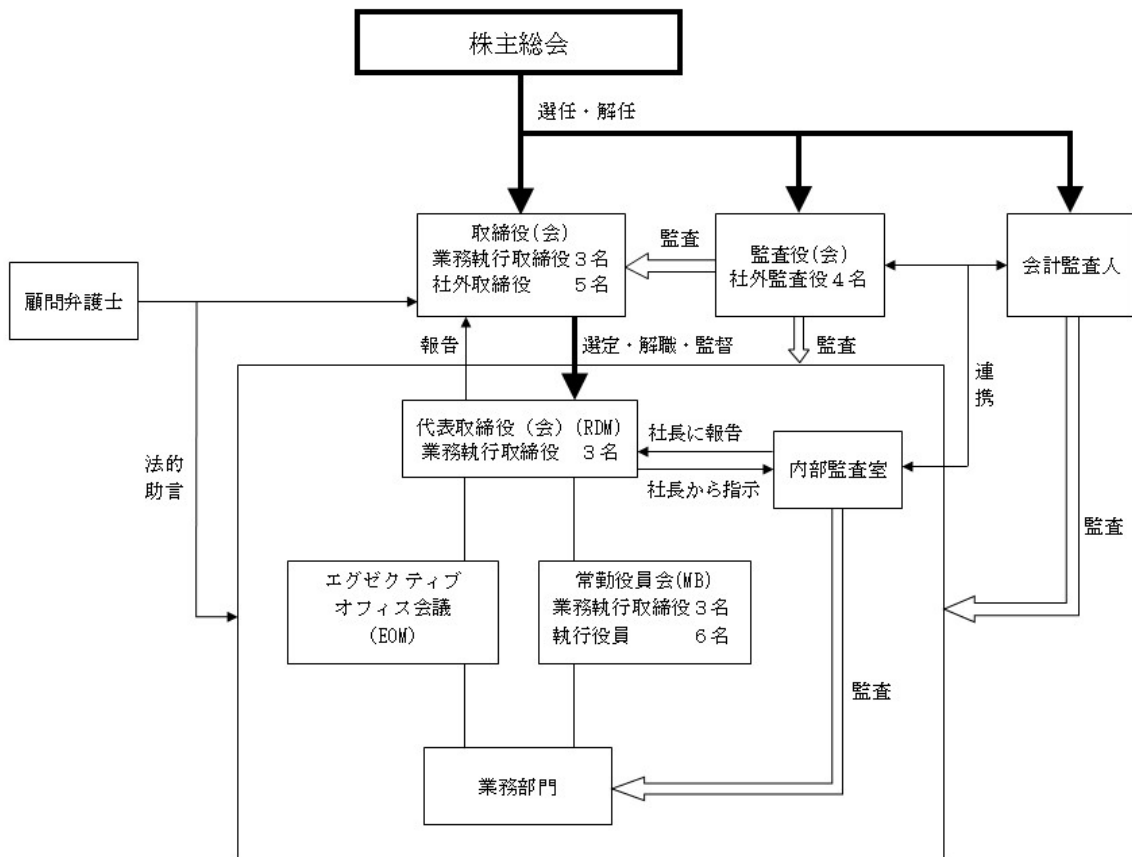 株主総会
選任・解任
取締役(会)
業務執行取締役3名
社外取締役 5名
監査
監査役(会)
社外監査役4名
会計監査人
顧問弁護士
報告
選定・解職・監督
監査
連携
代表取締役(会)(RDM)
業務執行取締役 3名
社長に報告
社長から指示
内部監査室
法的
助言
監査
エグゼクティブ
オフィス会議
(EOM)
常勤役員会(MB)
業務執行取締役3名
執行役員 6名
監査
業務部門